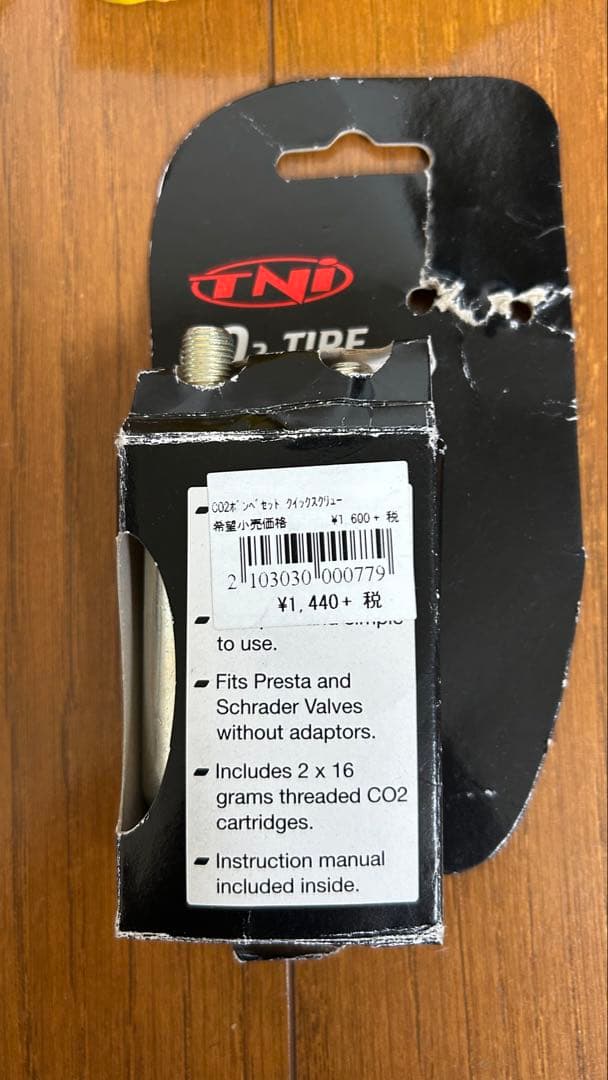 TNi
TIRE
CO2ボンベセット クイックスクリュー
希望小売価格 ¥1,600+ 税
2 103030 000779
¥1,440+ 税
simple
to use.
Fits Presta and
Schrader Valves
without adaptors.
Includes 2 x 16
grams threaded CO2
cartridges.
Instruction manual
included inside.